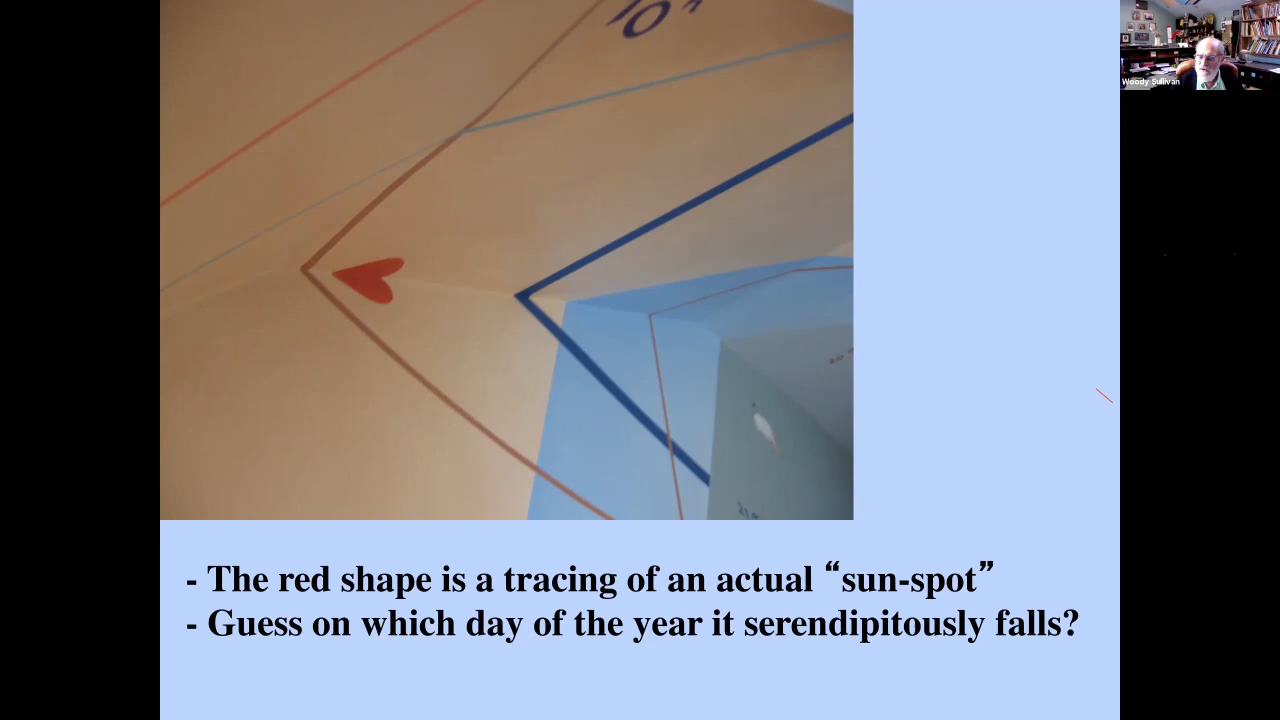 Woody Sullivan
- The red shape is a tracing of an actual “sun-spot”
- Guess on which day of the year it serendipitously falls?